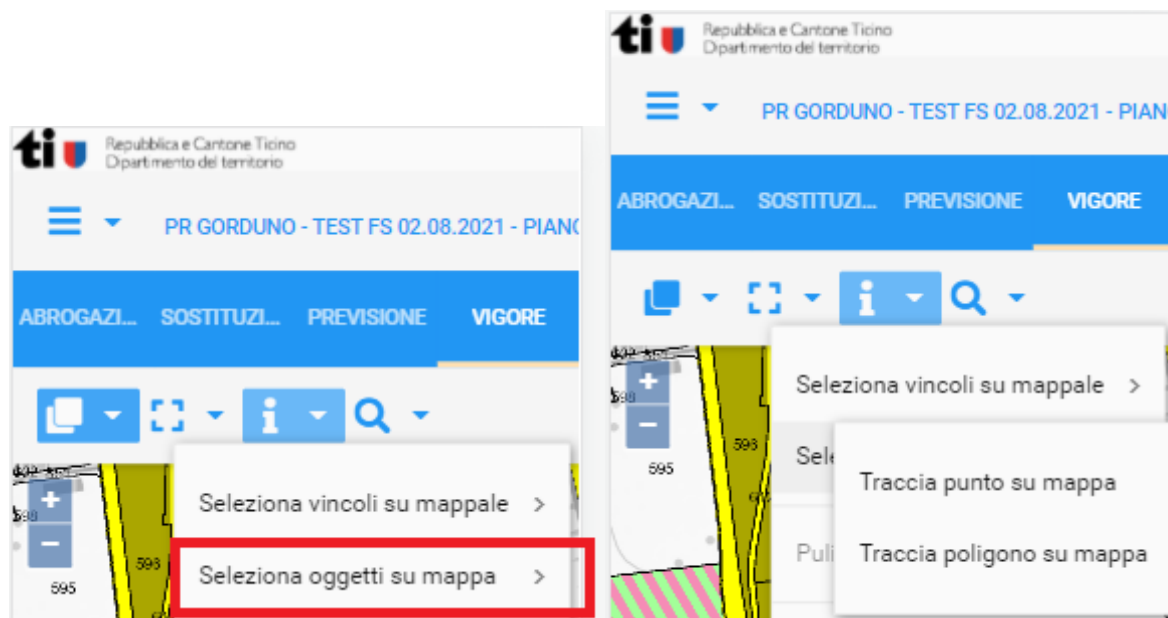 ti Repubblica e Cantone Ticino
Dipartimento del territorio
PR GORDUNO - TEST FS 02.08.2021 - PIAN
ABROGAZI... SOSTITUZI... PREVISIONE VIGORE
i
Seleziona vincoli su mappale >
Seleziona oggetti su mappa >
+
−
598
593
595
ti Repubblica e Cantone Ticino
Dipartimento del territorio
PR GORDUNO - TEST FS 02.08.2021 - PIAN
ABROGAZI... SOSTITUZI... PREVISIONE VIGORE
i
Seleziona vincoli su mappale >
Sele
Traccia punto su mappa
Puli
Traccia poligono su mappa
+
−
593
595